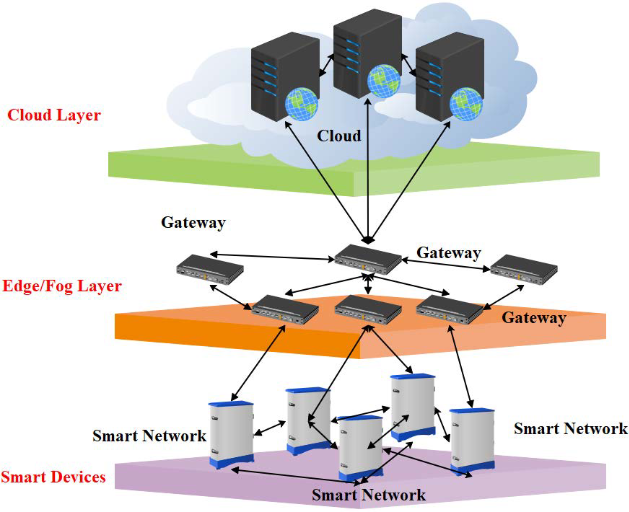 Cloud Layer
Cloud
Gateway
Gateway
Edge/Fog Layer
Gateway
Smart Network
Smart Network
Smart Devices
Smart Network